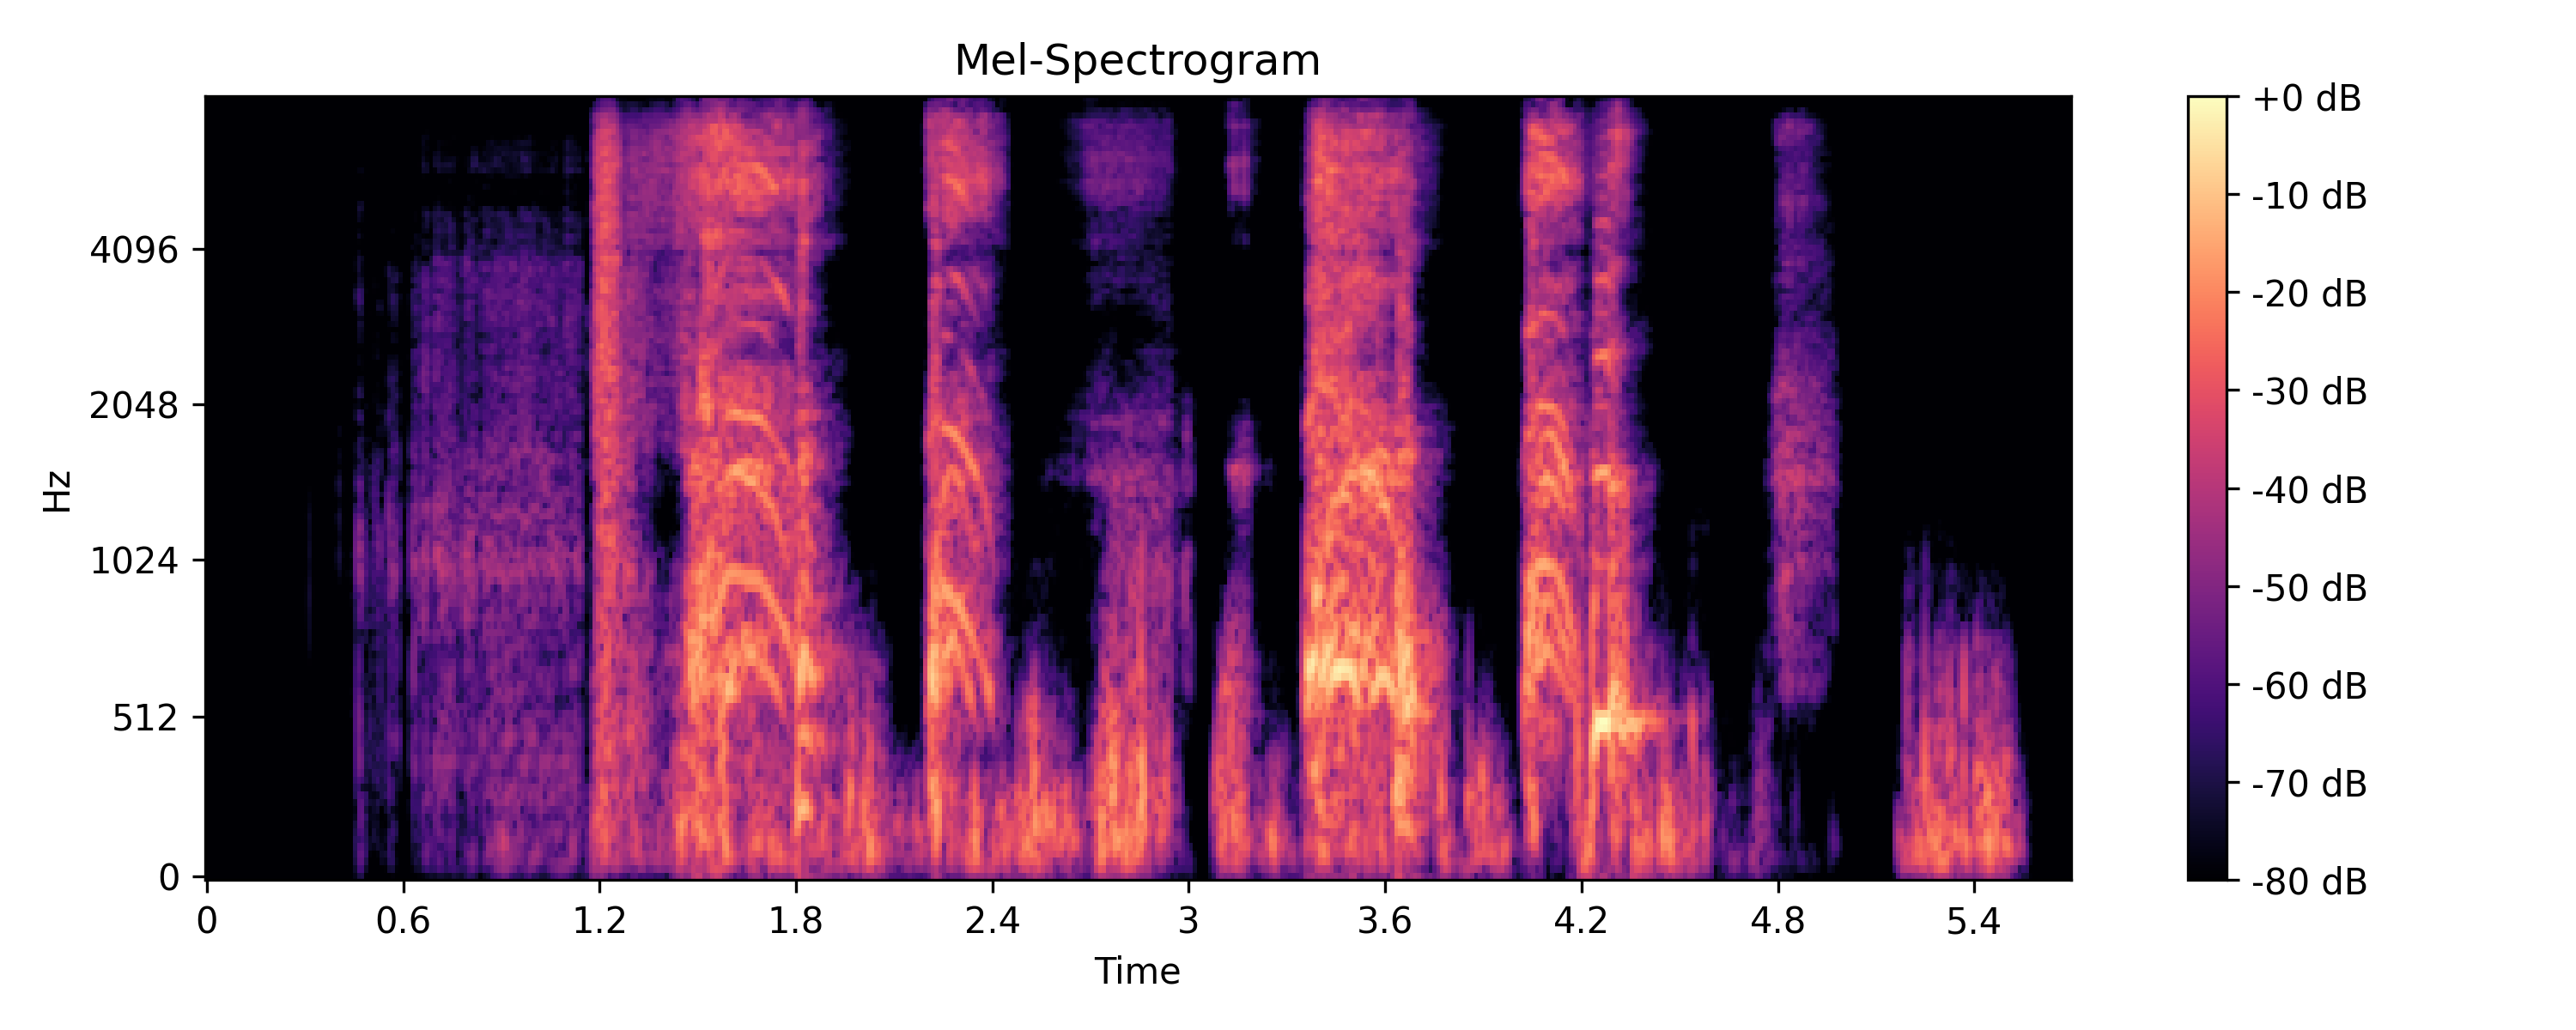 Mel-Spectrogram
+0 dB
-10 dB
-20 dB
-30 dB
-40 dB
-50 dB
-60 dB
-70 dB
-80 dB
4096
2048
1024
512
0
Hz
0 0.6 1.2 1.8 2.4 3 3.6 4.2 4.8 5.4
Time